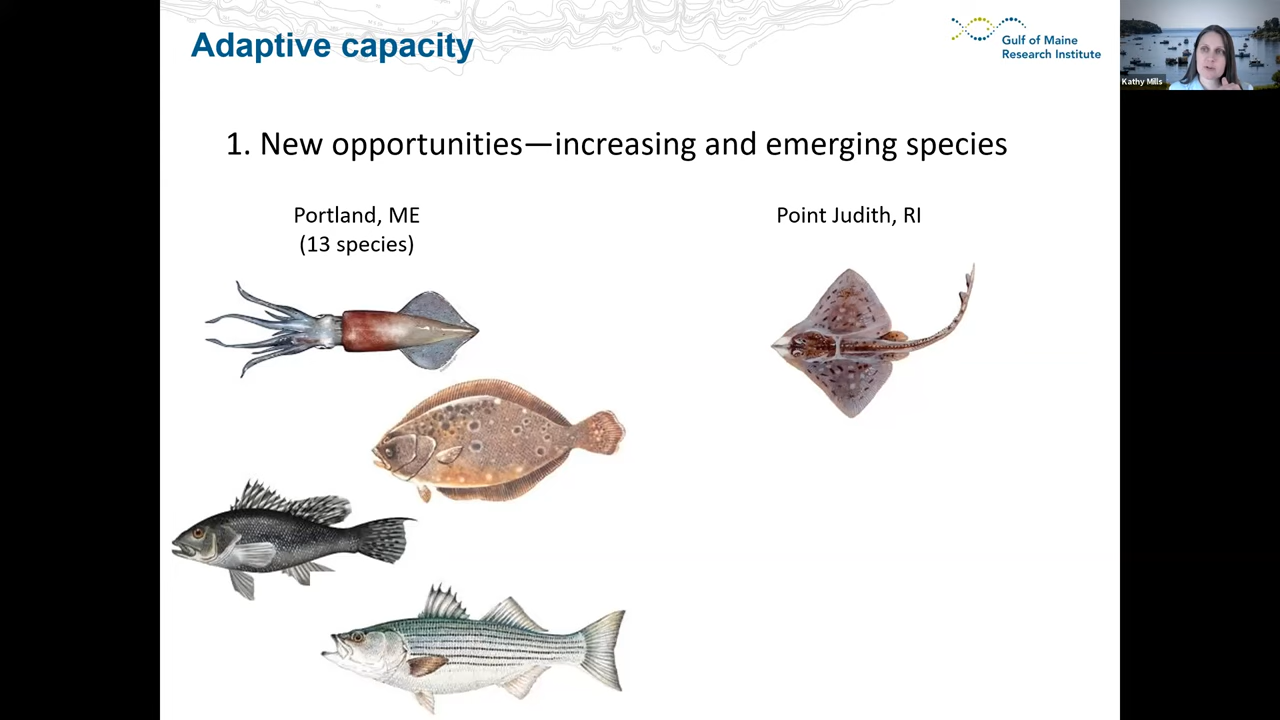 Adaptive capacity
Gulf of Maine
Research Institute
Kathy Mills
1. New opportunities—increasing and emerging species
Portland, ME
(13 species)
Point Judith, RI